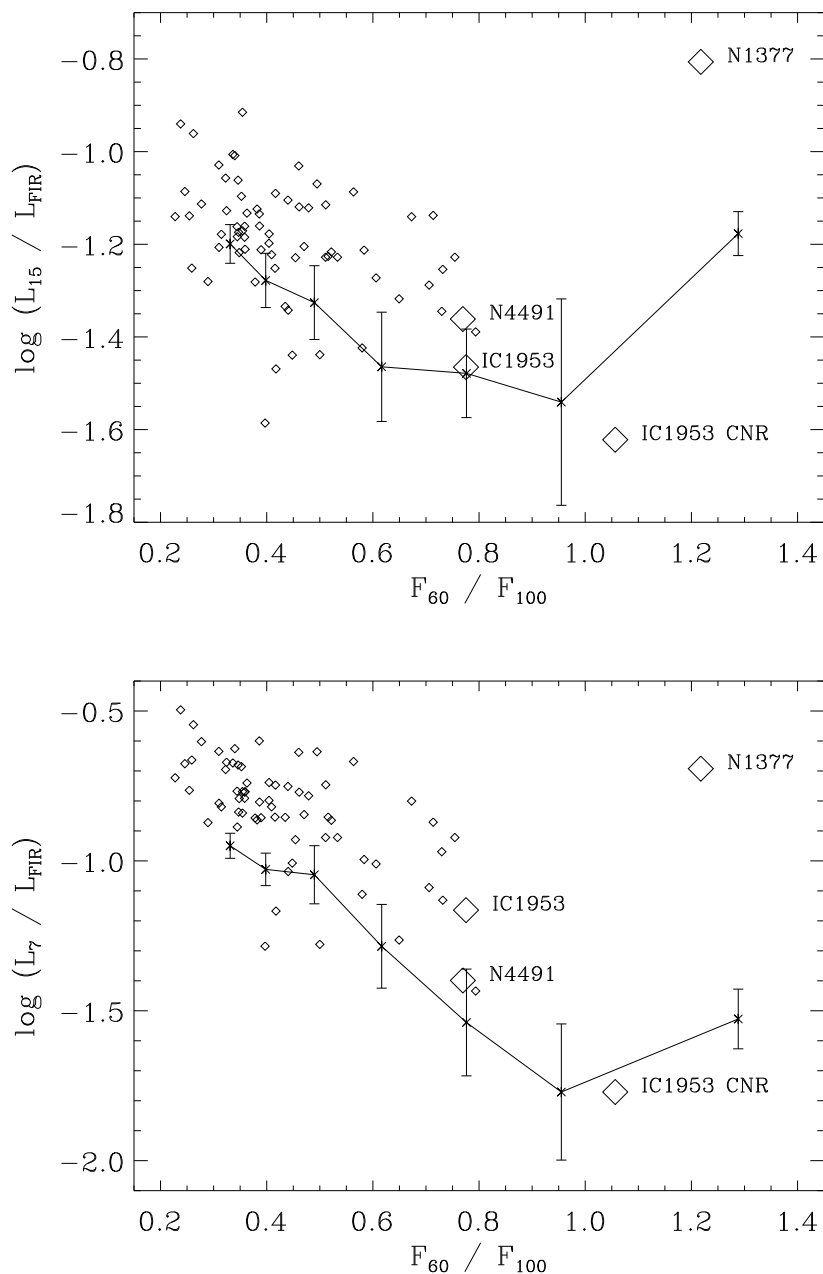 −0.8
−1.0
−1.2
−1.4
−1.6
−1.8
log (L15 / LFIR)
N1377
N4491
IC1953
IC1953 CNR
0.2 0.4 0.6 0.8 1.0 1.2 1.4
F60 / F100
−0.5
−1.0
−1.5
−2.0
log (L7 / LFIR)
N1377
IC1953
N4491
IC1953 CNR
0.2 0.4 0.6 0.8 1.0 1.2 1.4
F60 / F100